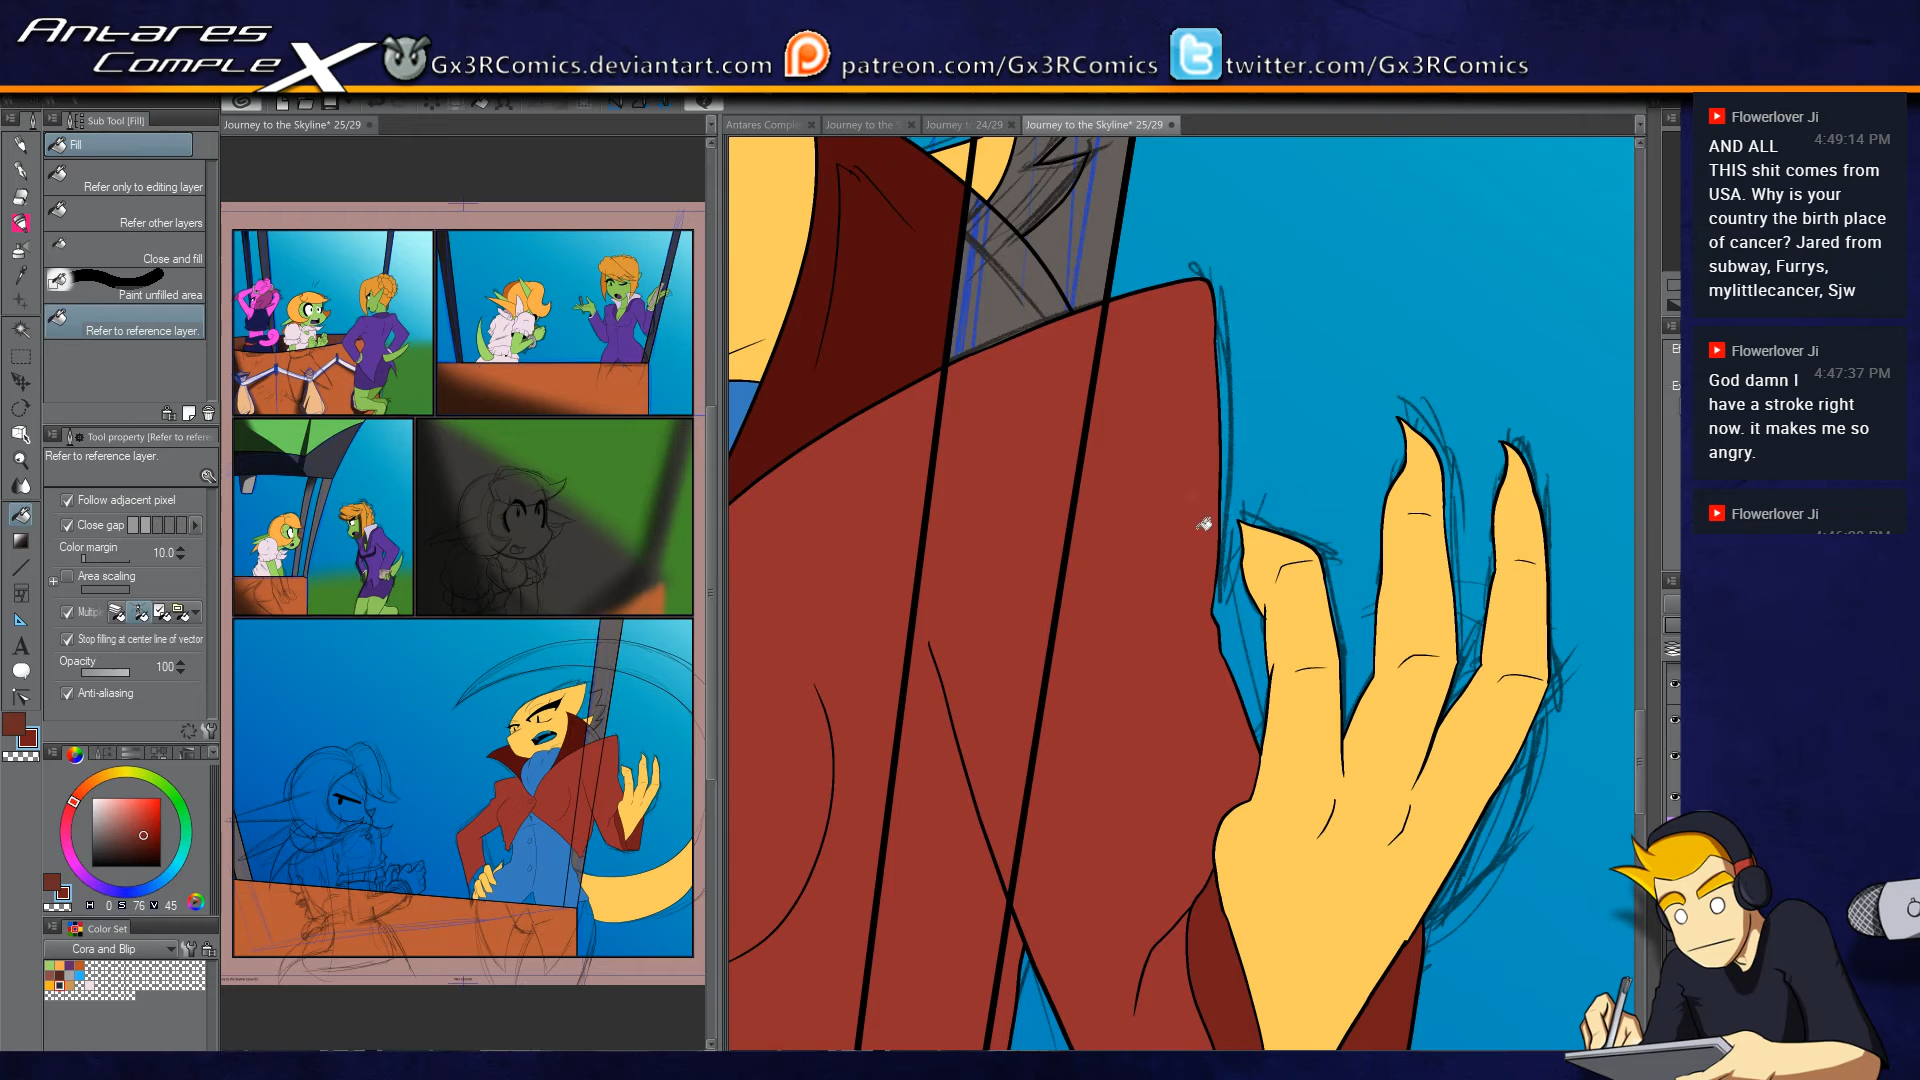 Antares
Complex
Gx3RComics.deviantart.com
patreon.com/Gx3RComics
twitter.com/Gx3RComics
Sub Tool [Fill]
Fill
Refer only to editing layer
Refer other layers
Close and fill
Paint unfilled area
Refer to reference layer.
Tool property [Refer to refere
Refer to reference layer.
Follow adjacent pixel
Close gap
Color margin
10.0
Area scaling
Multiple
Stop filling at center line of vector
Opacity
100
Anti-aliasing
H 0 S 76 V 45
Color Set
Cora and Blip
Journey to the Skyline* 25/29
Antares Comple
Journey to the S
Journey t 24/29
Journey to the Skyline* 25/29
Flowerlover Ji
4:49:14 PM
AND ALL
THIS shit comes from
USA. Why is your
country the birth place
of cancer? Jared from
subway, Furrys,
mylittlecancer, Sjw
Flowerlover Ji
4:47:37 PM
God damn I
have a stroke right
now. it makes me so
angry.
Flowerlover Ji